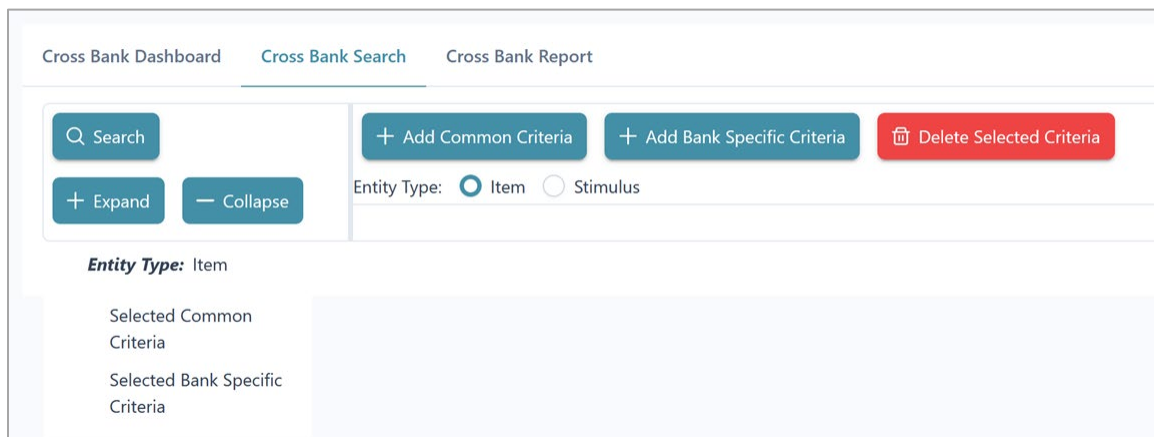 Cross Bank Dashboard Cross Bank Search Cross Bank Report
Search + Add Common Criteria + Add Bank Specific Criteria Delete Selected Criteria
+ Expand — Collapse Entity Type: Item Stimulus
Entity Type: Item
Selected Common
Criteria
Selected Bank Specific
Criteria